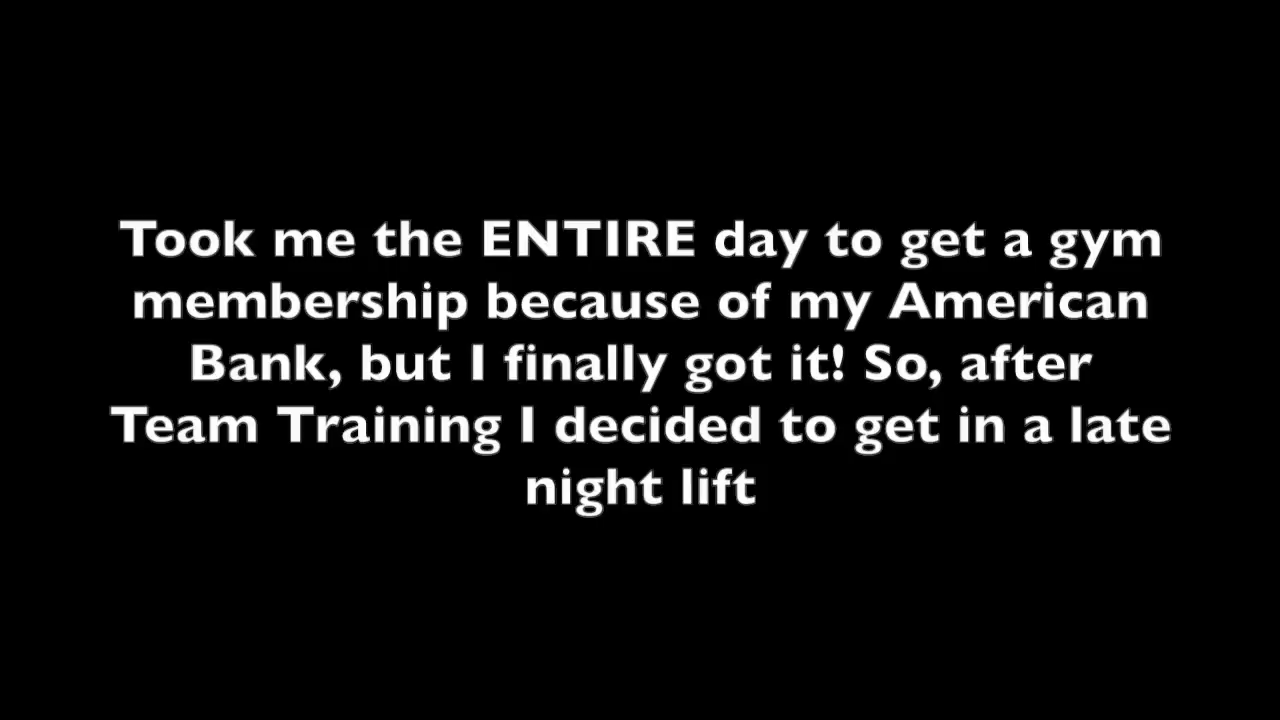 Took me the ENTIRE day to get a gym
membership because of my American
Bank, but I finally got it! So, after
Team Training I decided to get in a late
night lift